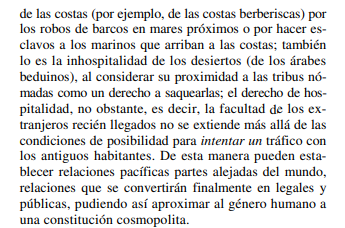 de las costas (por ejemplo, de las costas berberiscas) por
los robos de barcos en mares próximos o por hacer es-
clavos a los marinos que arriban a las costas; también
lo es la inhospitalidad de los desiertos (de los árabes
beduinos), al considerar su proximidad a las tribus nó-
madas como un derecho a saquearlas; el derecho de hos-
pitalidad, no obstante, es decir, la facultad de los ex-
tranjeros recién llegados no se extiende más allá de las
condiciones de posibilidad para intentar un tráfico con
los antiguos habitantes. De esta manera pueden esta-
blecer relaciones pacíficas partes alejadas del mundo,
relaciones que se convertirán finalmente en legales y
públicas, pudiendo así aproximar al género humano a
una constitución cosmopolita.